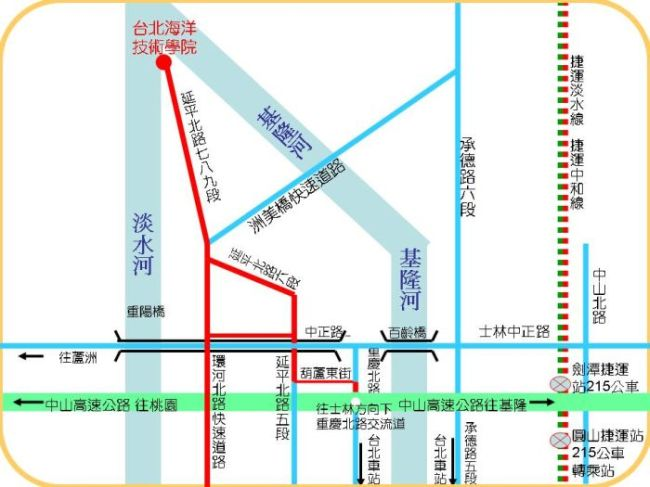 台北海洋
技術學院
延平北路七八九段
基隆河
洲美橋快速道路
承德路六段
捷運淡水線 捷運中和線
淡水河
延平北路六段
基隆河
中山北路
重陽橋
中正路
百齡橋
士林中正路
往蘆洲
環河北路快速道路
延平北路五段
葫蘆東街
重慶北路
劍潭捷運
站215公車
中山高速公路 往桃園
往士林方向下
重慶北路交流道
中山高速公路往基隆
台北車站
台北車站
承德路五段
圓山捷運站
215公車
轉乘站